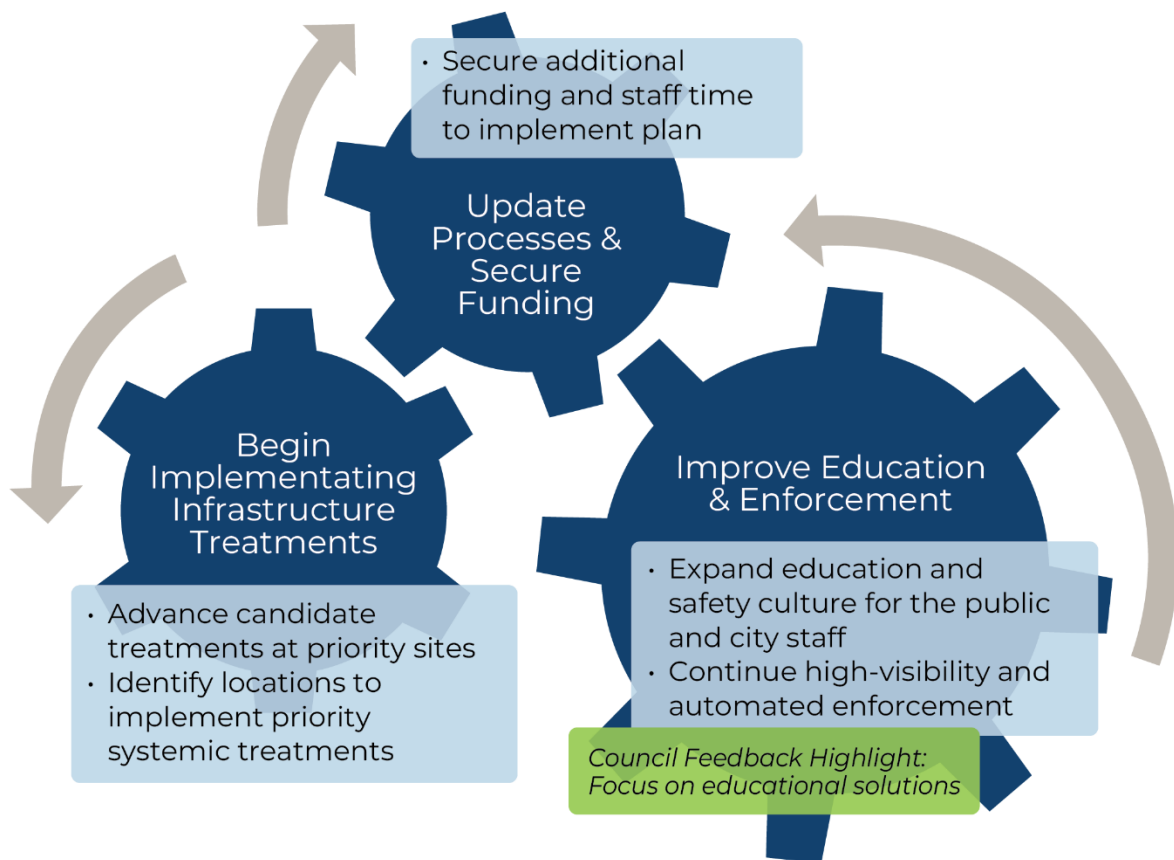 • Secure additional
funding and staff time
to implement plan
Update
Processes &
Secure
Funding
Begin
Implementating
Infrastructure
Treatments
• Advance candidate
treatments at priority sites
• Identify locations to
implement priority
systemic treatments
Improve Education
& Enforcement
• Expand education and
safety culture for the public
and city staff
• Continue high-visibility and
automated enforcement
Council Feedback Highlight:
Focus on educational solutions